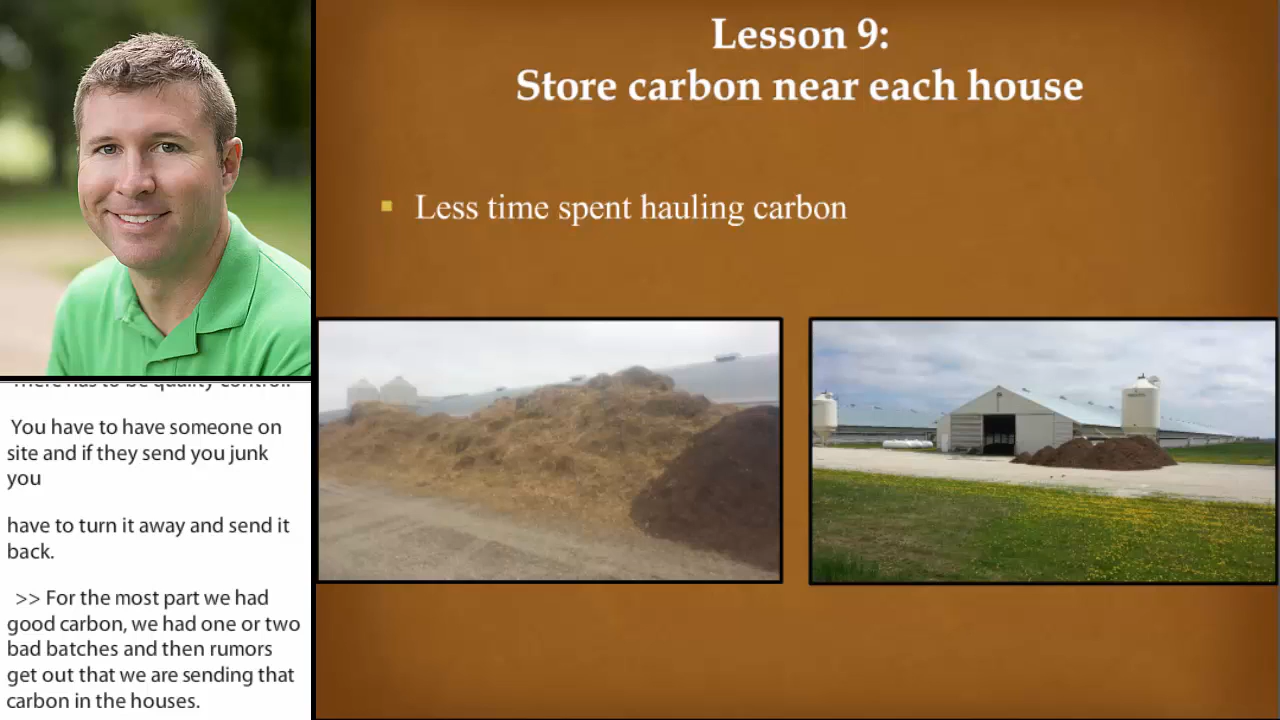 Lesson 9:
Store carbon near each house
Less time spent hauling carbon
There has to be quality control.
You have to have someone on
site and if they send you junk
you
have to turn it away and send it
back.
>> For the most part we had
good carbon, we had one or two
bad batches and then rumors
get out that we are sending that
carbon in the houses.